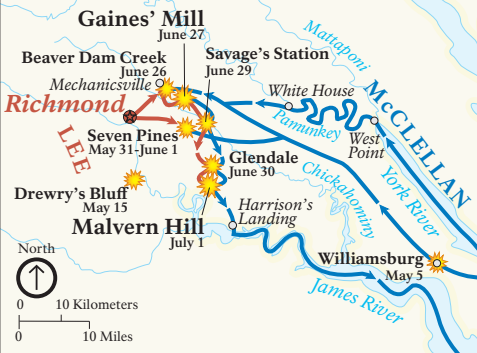 Gaines’ Mill
June 27
Mattaponi
Beaver Dam Creek
June 26
Savage’s Station
June 29
Mechanicsville
White House
McCLELLAN
Richmond
Pamunkey
Seven Pines
May 31-June 1
West
Point
LEE
Glendale
June 30
Chickahominy
York River
Drewry’s Bluff
May 15
Harrison’s
Landing
Malvern Hill
July 1
Williamsburg
May 5
North
James River
0 10 Kilometers
0 10 Miles